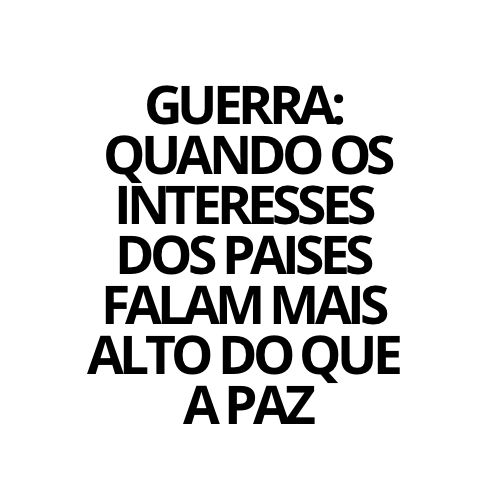 GUERRA:
QUANDO OS
INTERESSES
DOS PAISES
FALAM MAIS
ALTO DO QUE
A PAZ